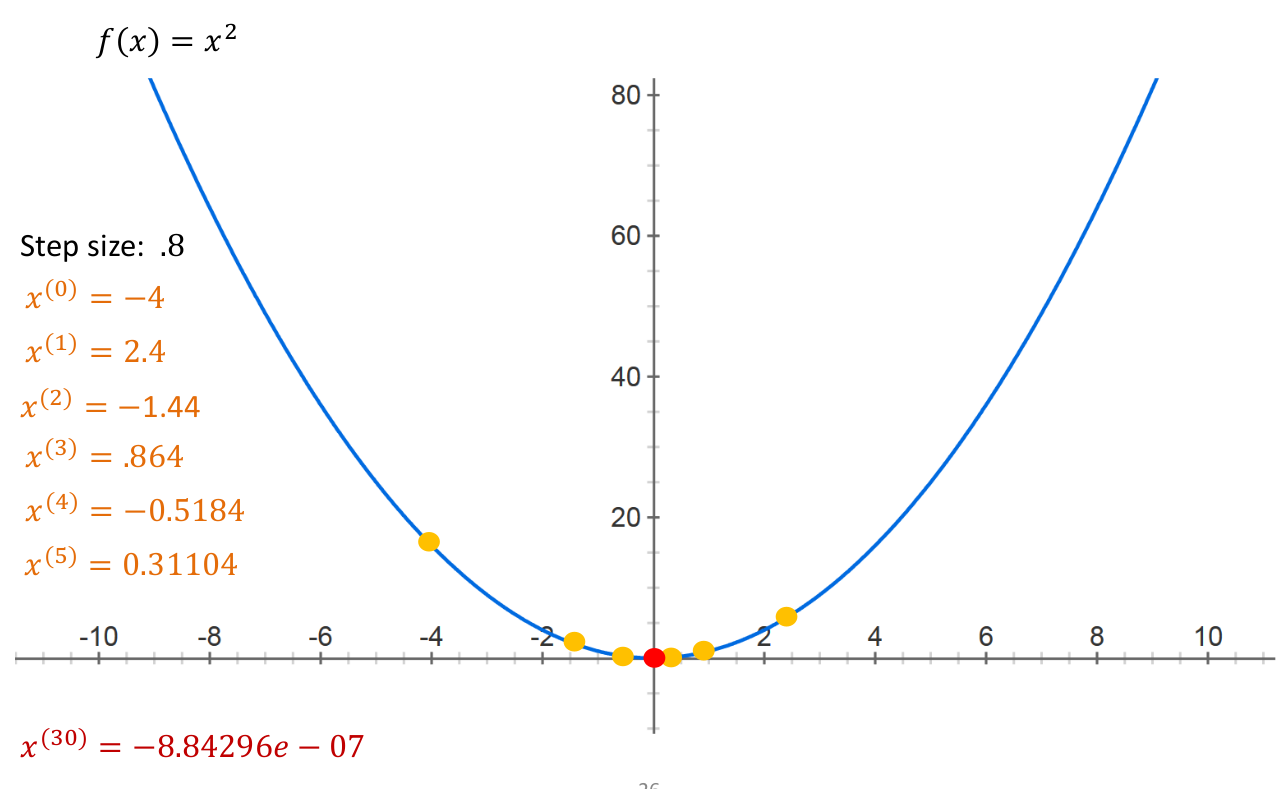 f(x) = x²
80
60
Step size: .8
x⁽⁰⁾ = −4
x⁽¹⁾ = 2.4
40
x⁽²⁾ = −1.44
x⁽³⁾ = .864
x⁽⁴⁾ = −0.5184
20
x⁽⁵⁾ = 0.31104
-10 -8 -6 -4 -2 2 4 6 8 10
x⁽³⁰⁾ = −8.84296e − 07